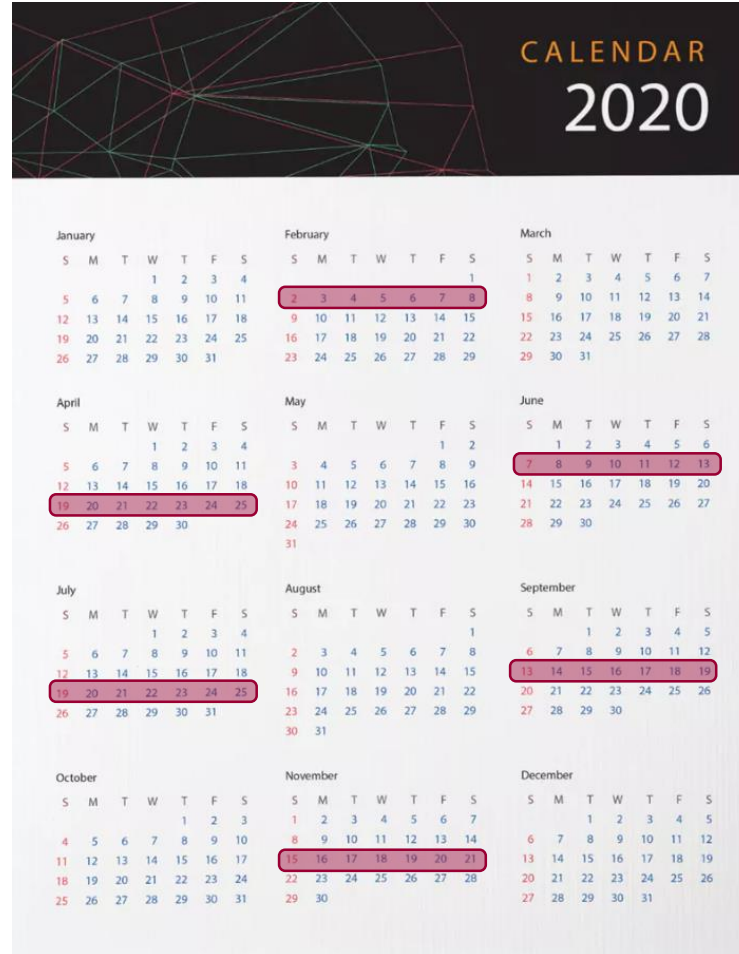 CALENDAR
2020
January
S M T W T F S
1 2 3 4
5 6 7 8 9 10 11
12 13 14 15 16 17 18
19 20 21 22 23 24 25
26 27 28 29 30 31
February
S M T W T F S
1
2 3 4 5 6 7 8
9 10 11 12 13 14 15
16 17 18 19 20 21 22
23 24 25 26 27 28 29
March
S M T W T F S
1 2 3 4 5 6 7
8 9 10 11 12 13 14
15 16 17 18 19 20 21
22 23 24 25 26 27 28
29 30 31
April
S M T W T F S
1 2 3 4
5 6 7 8 9 10 11
12 13 14 15 16 17 18
19 20 21 22 23 24 25
26 27 28 29 30
May
S M T W T F S
1 2
3 4 5 6 7 8 9
10 11 12 13 14 15 16
17 18 19 20 21 22 23
24 25 26 27 28 29 30
31
June
S M T W T F S
1 2 3 4 5 6
7 8 9 10 11 12 13
14 15 16 17 18 19 20
21 22 23 24 25 26 27
28 29 30
July
S M T W T F S
1 2 3 4
5 6 7 8 9 10 11
12 13 14 15 16 17 18
19 20 21 22 23 24 25
26 27 28 29 30 31
August
S M T W T F S
1
2 3 4 5 6 7 8
9 10 11 12 13 14 15
16 17 18 19 20 21 22
23 24 25 26 27 28 29
30 31
September
S M T W T F S
1 2 3 4 5
6 7 8 9 10 11 12
13 14 15 16 17 18 19
20 21 22 23 24 25 26
27 28 29 30
October
S M T W T F S
1 2 3
4 5 6 7 8 9 10
11 12 13 14 15 16 17
18 19 20 21 22 23 24
25 26 27 28 29 30 31
November
S M T W T F S
1 2 3 4 5 6 7
8 9 10 11 12 13 14
15 16 17 18 19 20 21
22 23 24 25 26 27 28
29 30
December
S M T W T F S
1 2 3 4 5
6 7 8 9 10 11 12
13 14 15 16 17 18 19
20 21 22 23 24 25 26
27 28 29 30 31